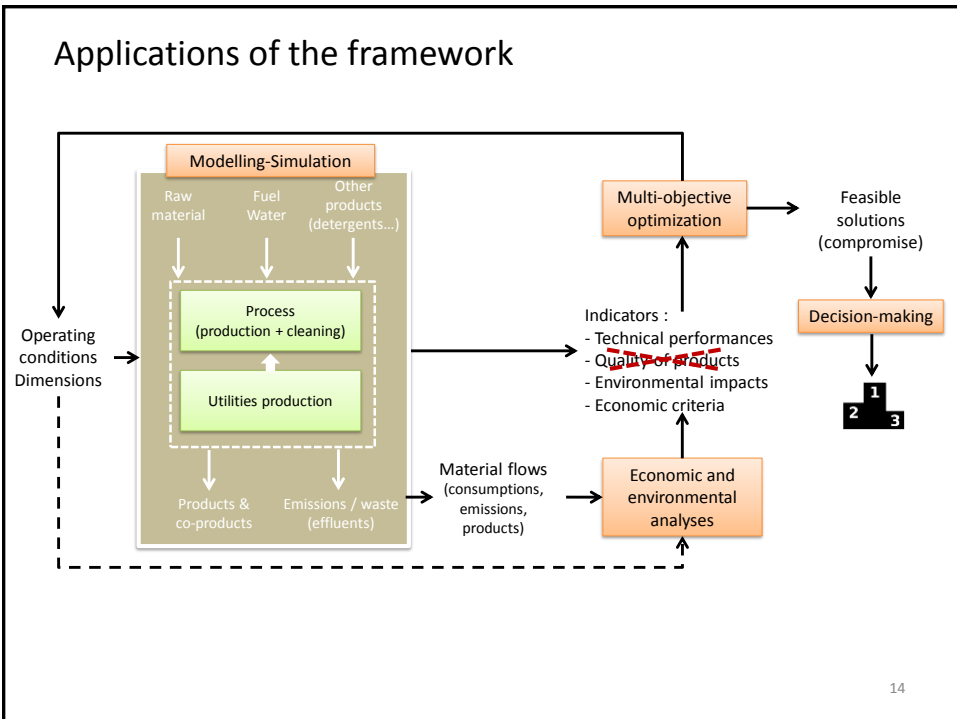 Applications of the framework
Modelling-Simulation
Raw
material
Fuel
Water
Other
products
(detergents…)
Process
(production + cleaning)
Utilities production
Products &
co-products
Emissions / waste
(effluents)
Operating
conditions
Dimensions
Material flows
(consumptions,
emissions,
products)
Multi-objective
optimization
Indicators :
- Technical performances
- Quality of products
- Environmental impacts
- Economic criteria
Economic and
environmental
analyses
Feasible
solutions
(compromise)
Decision-making
1
2
3
14